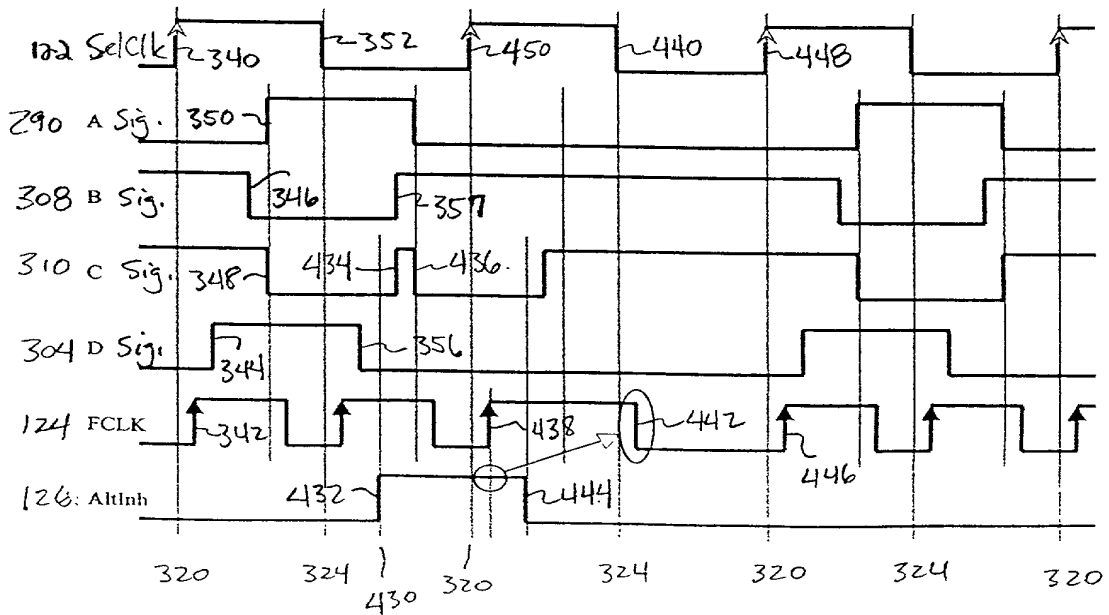 122 SelClk 340 352 450 440 448
290 A Sig. 350
308 B Sig. 346 357
310 C Sig. 348 434 436.
304 D Sig. 344 356
124 FCLK 342 438 442 446
126: AltInh 432 444
320 324 430 320 324 320 324 320